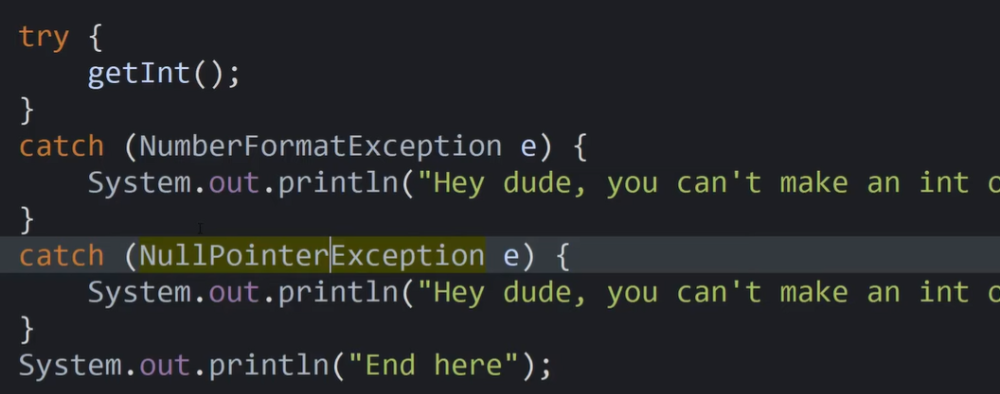 try {
    getInt();
}
catch (NumberFormatException e) {
    System.out.println("Hey dude, you can't make an int
}
catch (NullPointerException e) {
    System.out.println("Hey dude, you can't make an int
}
System.out.println("End here");